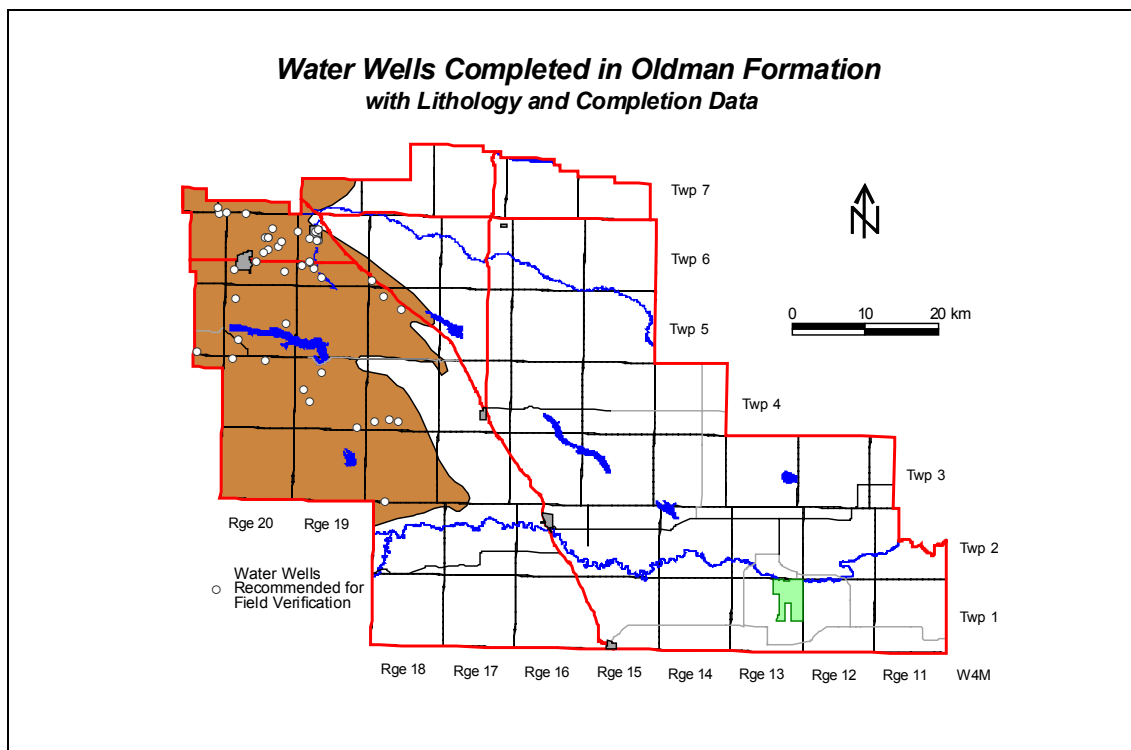 Water Wells Completed in Oldman Formation
with Lithology and Completion Data
Twp 7
N
Twp 6
0 10 20 km
Twp 5
Twp 4
Twp 3
Rge 20 Rge 19
Twp 2
Water Wells
Recommended for
Field Verification
Twp 1
Rge 18 Rge 17 Rge 16 Rge 15 Rge 14 Rge 13 Rge 12 Rge 11 W4M